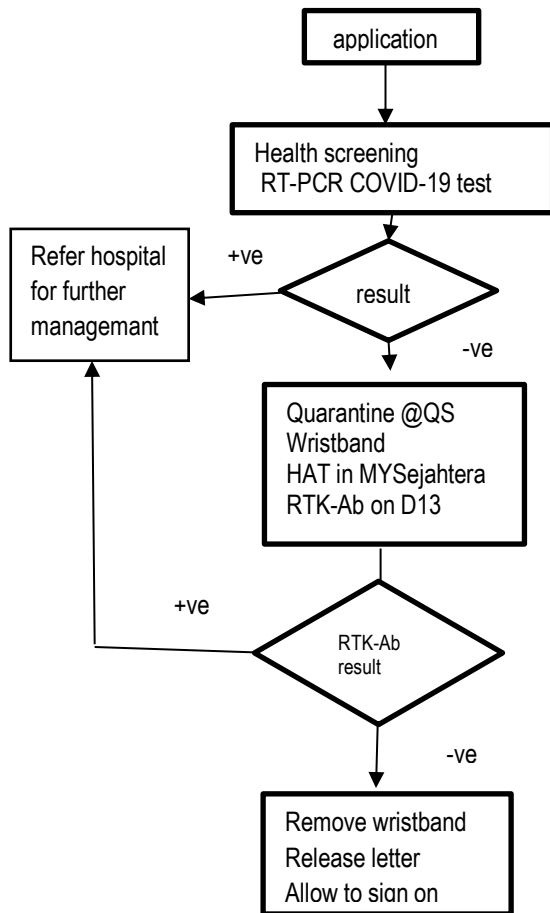 application
Health screening
RT-PCR COVID-19 test
+ve
Refer hospital
for further
managemant
result
-ve
Quarantine @QS
Wristband
HAT in MYSejahtera
RTK-Ab on D13
+ve
RTK-Ab
result
-ve
Remove wristband
Release letter
Allow to sign on